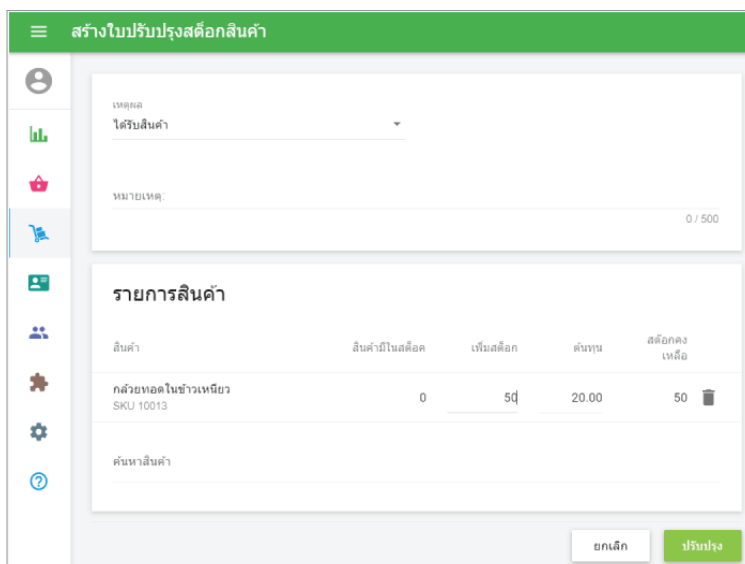 สร้างใบปรับปรุงสต็อกสินค้า
เหตุผล
ได้รับสินค้า
หมายเหตุ:
0 / 500
รายการสินค้า
สินค้า สินค้ามีในสต็อค เพิ่มสต็อก ต้นทุน สต๊อกคง
เหลือ
กล้วยทอดในข้าวเหนียว 0 50 20.00 50
SKU 10013
ค้นหาสินค้า
ยกเลิก ปรับปรุง